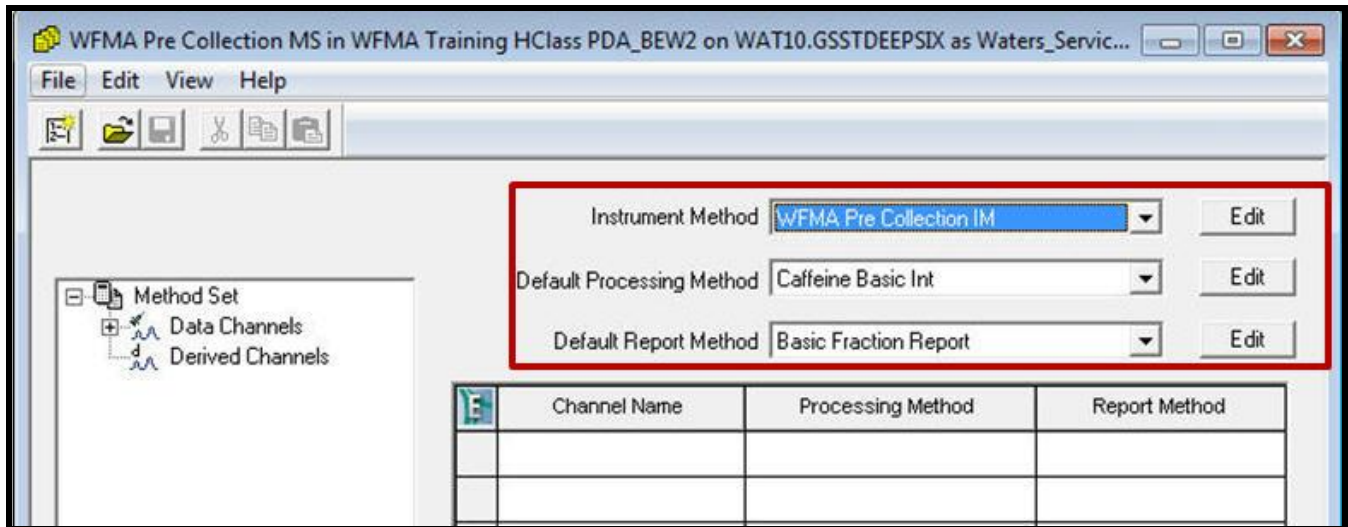 WFMA Pre Collection MS in WFMA Training HClass PDA_BEW2 on WAT10.GSSTDEEPSIX as Waters_Servic...
File Edit View Help
Instrument Method WFMA Pre Collection IM Edit
Default Processing Method Caffeine Basic Int Edit
Default Report Method Basic Fraction Report Edit
Method Set
Data Channels
Derived Channels
Channel Name Processing Method Report Method